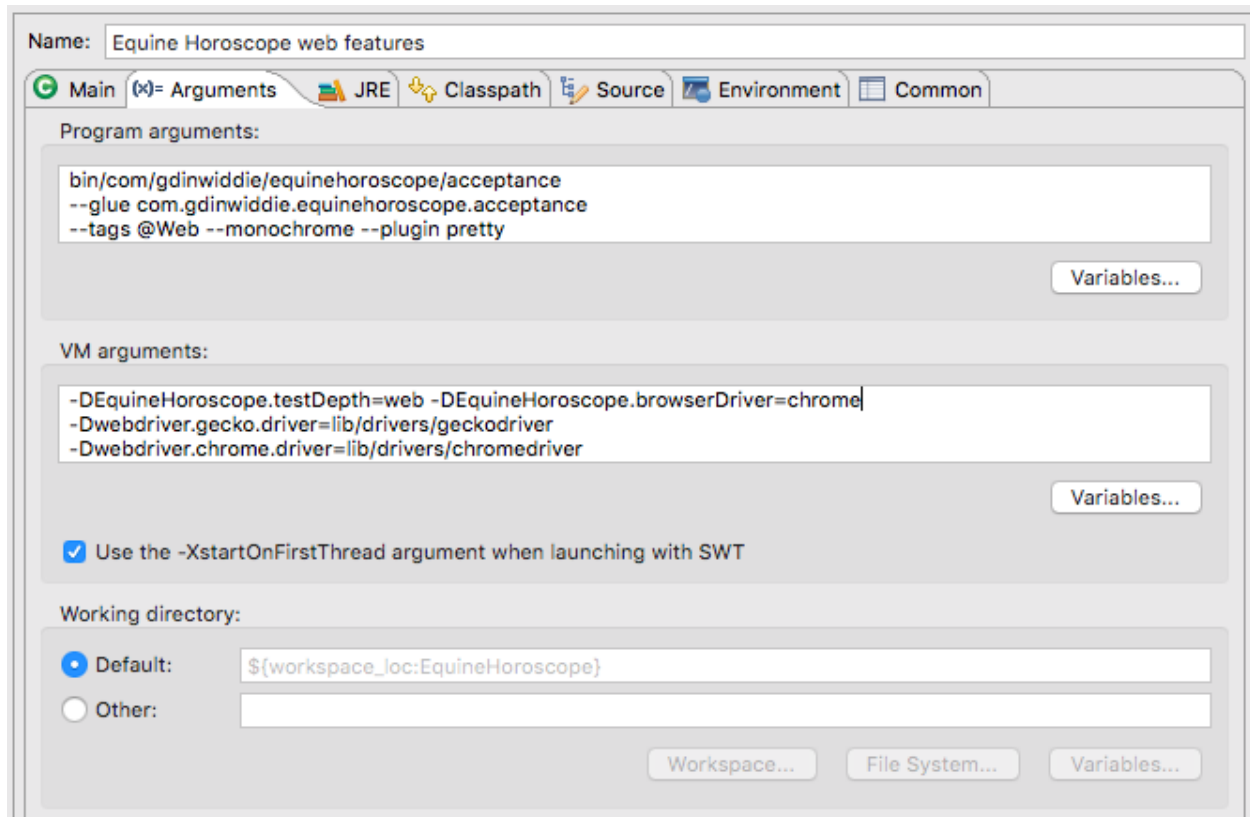 Name: Equine Horoscope web features
Main (x)= Arguments JRE Classpath Source Environment Common
Program arguments:
bin/com/gdinwiddie/equinehoroscope/acceptance
--glue com.gdinwiddie.equinehoroscope.acceptance
--tags @Web --monochrome --plugin pretty
Variables...
VM arguments:
-DEquineHoroscope.testDepth=web -DEquineHoroscope.browserDriver=chrome
-Dwebdriver.gecko.driver=lib/drivers/geckodriver
-Dwebdriver.chrome.driver=lib/drivers/chromedriver
Variables...
Use the -XstartOnFirstThread argument when launching with SWT
Working directory:
Default: ${workspace_loc:EquineHoroscope}
Other:
Workspace... File System... Variables...